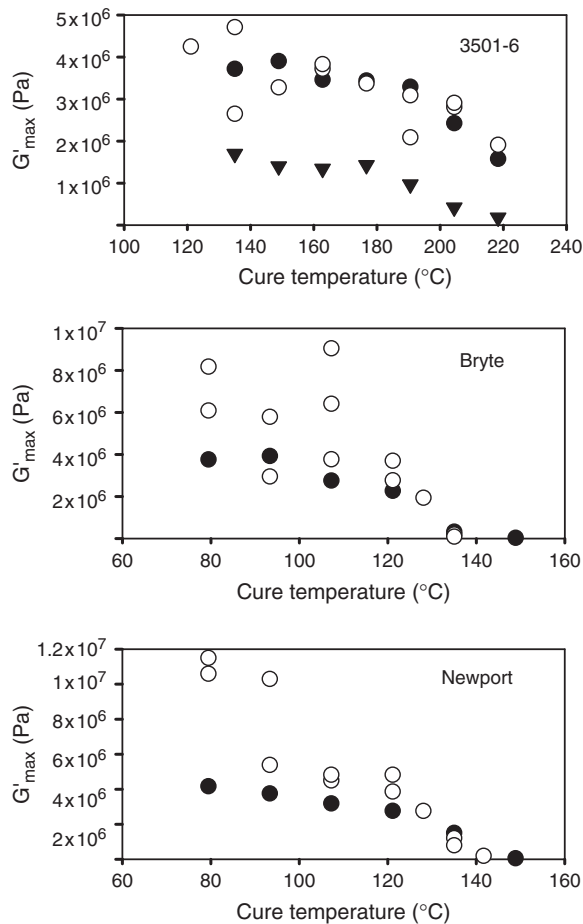 5x10⁶
4x10⁶
3x10⁶
2x10⁶
1x10⁶
G'max (Pa)
3501-6
100 120 140 160 180 200 220 240
Cure temperature (°C)
1x10⁷
8x10⁶
6x10⁶
4x10⁶
2x10⁶
G'max (Pa)
Bryte
60 80 100 120 140 160
Cure temperature (°C)
1.2x10⁷
1x10⁷
8x10⁶
6x10⁶
4x10⁶
2x10⁶
G'max (Pa)
Newport
60 80 100 120 140 160
Cure temperature (°C)